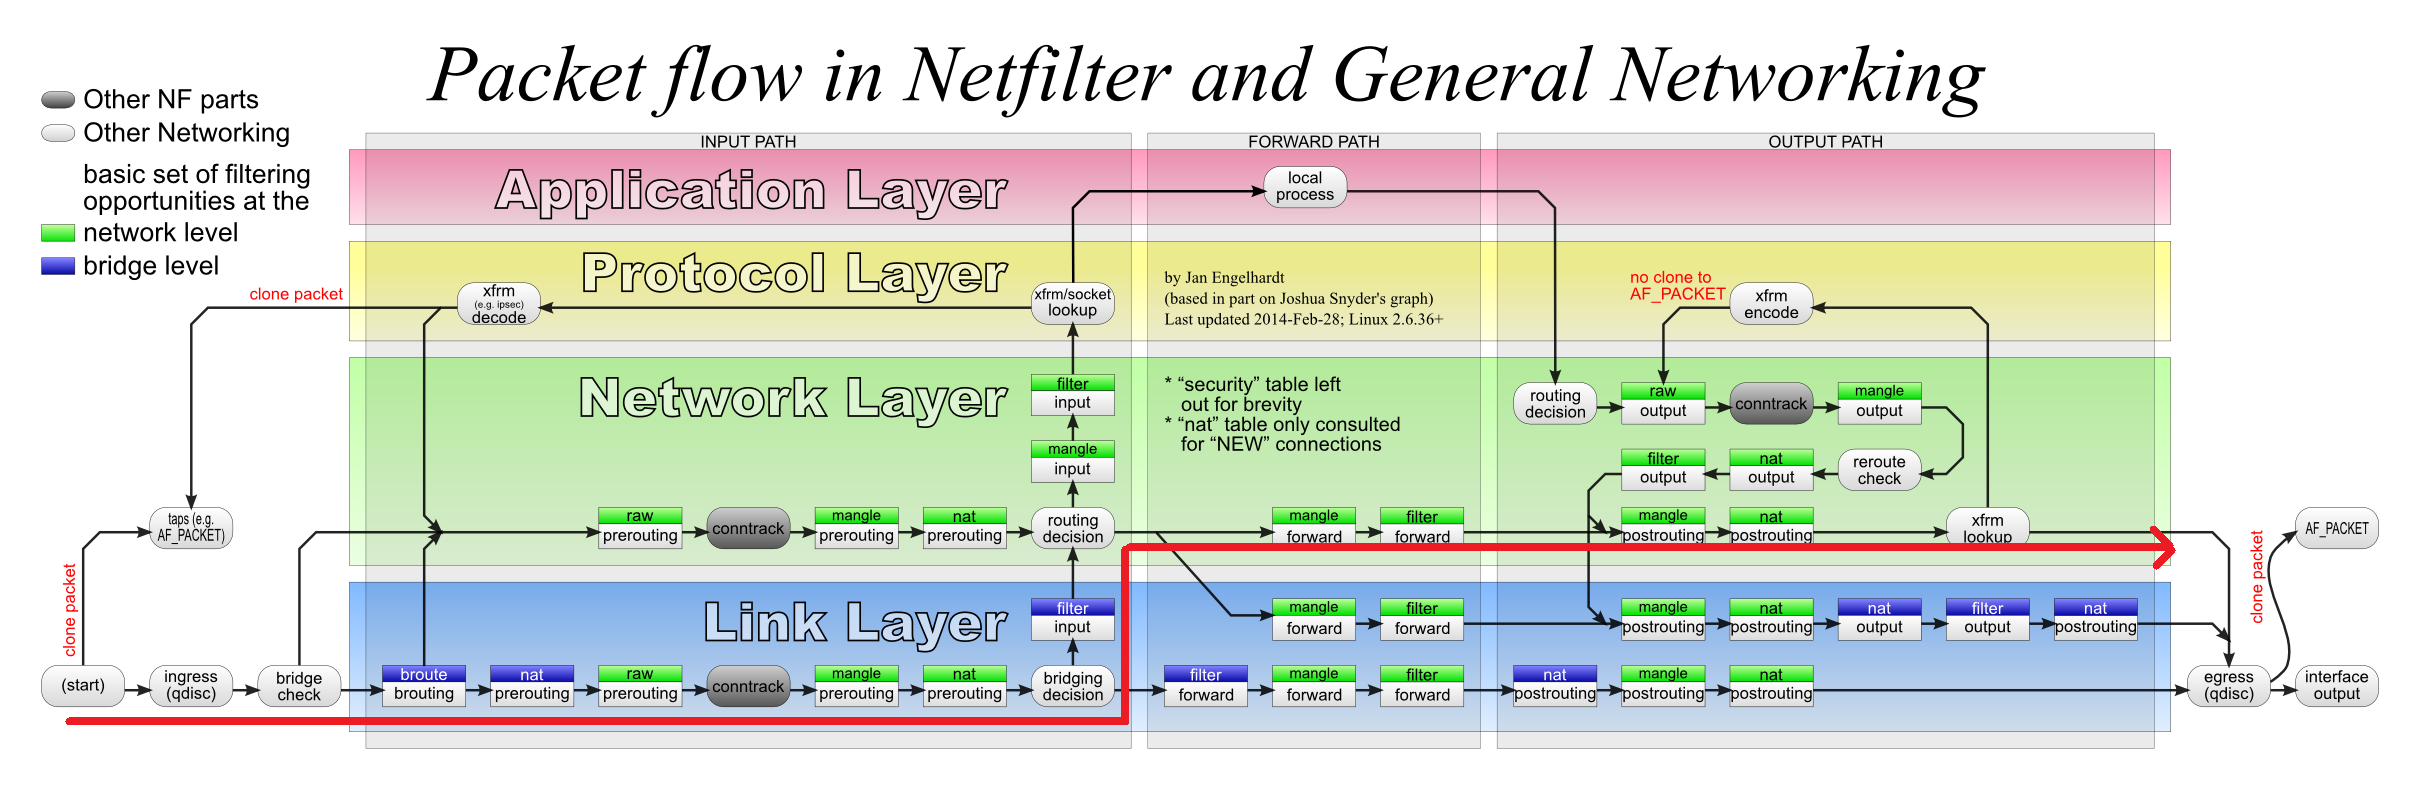 Packet flow in Netfilter and General Networking
Other NF parts
Other Networking
basic set of filtering
opportunities at the
network level
bridge level
INPUT PATH
FORWARD PATH
OUTPUT PATH
Application Layer
local
process
Protocol Layer
clone packet
xfrm
(e.g. ipsec)
decode
xfrm/socket
lookup
by Jan Engelhardt
(based in part on Joshua Snyder's graph)
Last updated 2014-Feb-28; Linux 2.6.36+
no clone to
AF_PACKET
xfrm
encode
Network Layer
filter
input
mangle
input
* “security” table left
out for brevity
* “nat” table only consulted
for “NEW” connections
routing
decision
raw
output
conntrack
mangle
output
filter
output
nat
output
reroute
check
taps (e.g.
AF_PACKET)
raw
prerouting
conntrack
mangle
prerouting
nat
prerouting
routing
decision
mangle
forward
filter
forward
mangle
postrouting
nat
postrouting
xfrm
lookup
clone packet
AF_PACKET
clone packet
Link Layer
filter
input
mangle
forward
filter
forward
mangle
postrouting
nat
postrouting
nat
output
filter
output
nat
postrouting
(start)
ingress
(qdisc)
bridge
check
broute
brouting
nat
prerouting
raw
prerouting
conntrack
mangle
prerouting
nat
prerouting
bridging
decision
filter
forward
mangle
forward
filter
forward
nat
postrouting
mangle
postrouting
nat
postrouting
egress
(qdisc)
interface
output